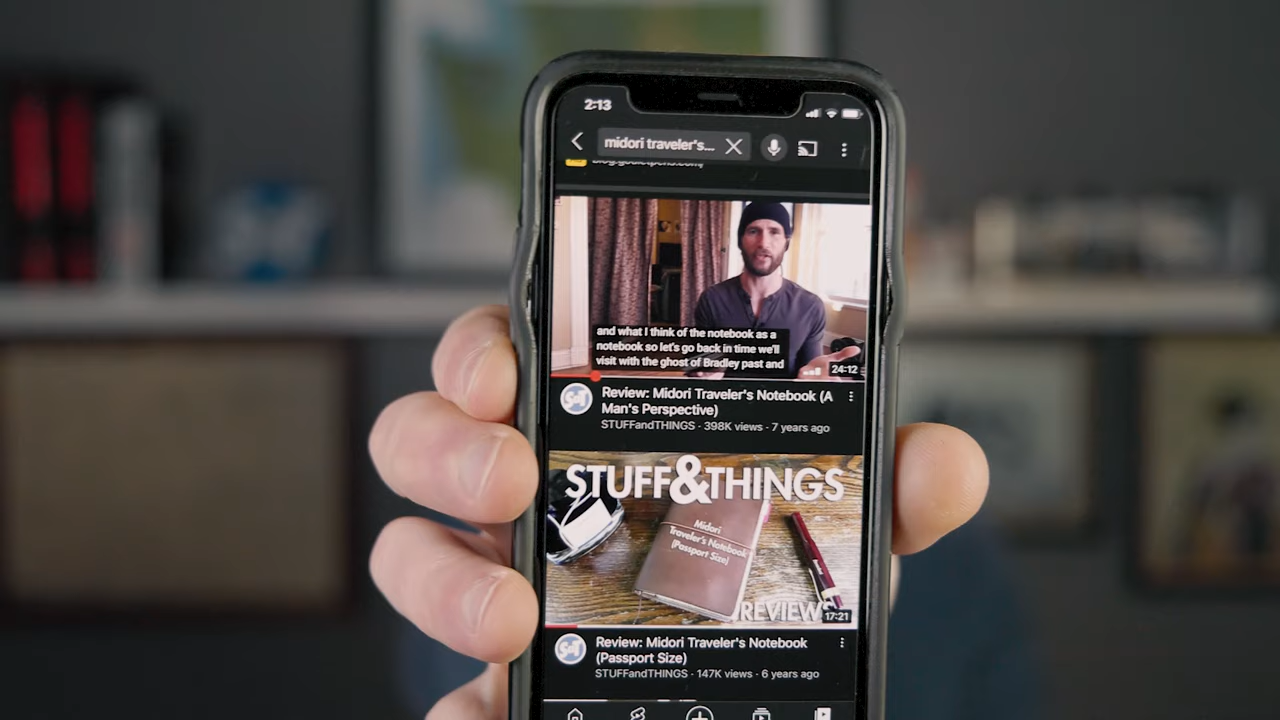 2:13
midori traveler's...
and what I think of the notebook as a
notebook so let's go back in time we'll
visit with the ghost of Bradley past and
24:12
Review: Midori Traveler's Notebook (A
Man's Perspective)
STUFFandTHINGS · 398K views · 7 years ago
STUFF&THINGS
Midori
Traveler's Notebook
(Passport Size)
REVIEWS
17:21
Review: Midori Traveler's Notebook
(Passport Size)
STUFFandTHINGS · 147K views · 6 years ago